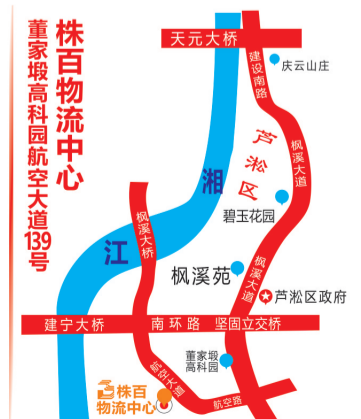 株百物流中心
董家塅高科园航空大道139号
天元大桥
建设南路
庆云山庄
芦淞区
枫溪大道
湘
碧玉花园
枫溪大桥
江
枫溪苑
枫溪大道
芦淞区政府
建宁大桥
南环路
坚固立交桥
董家塅
高科园
航空大道
航空路
株百
物流中心